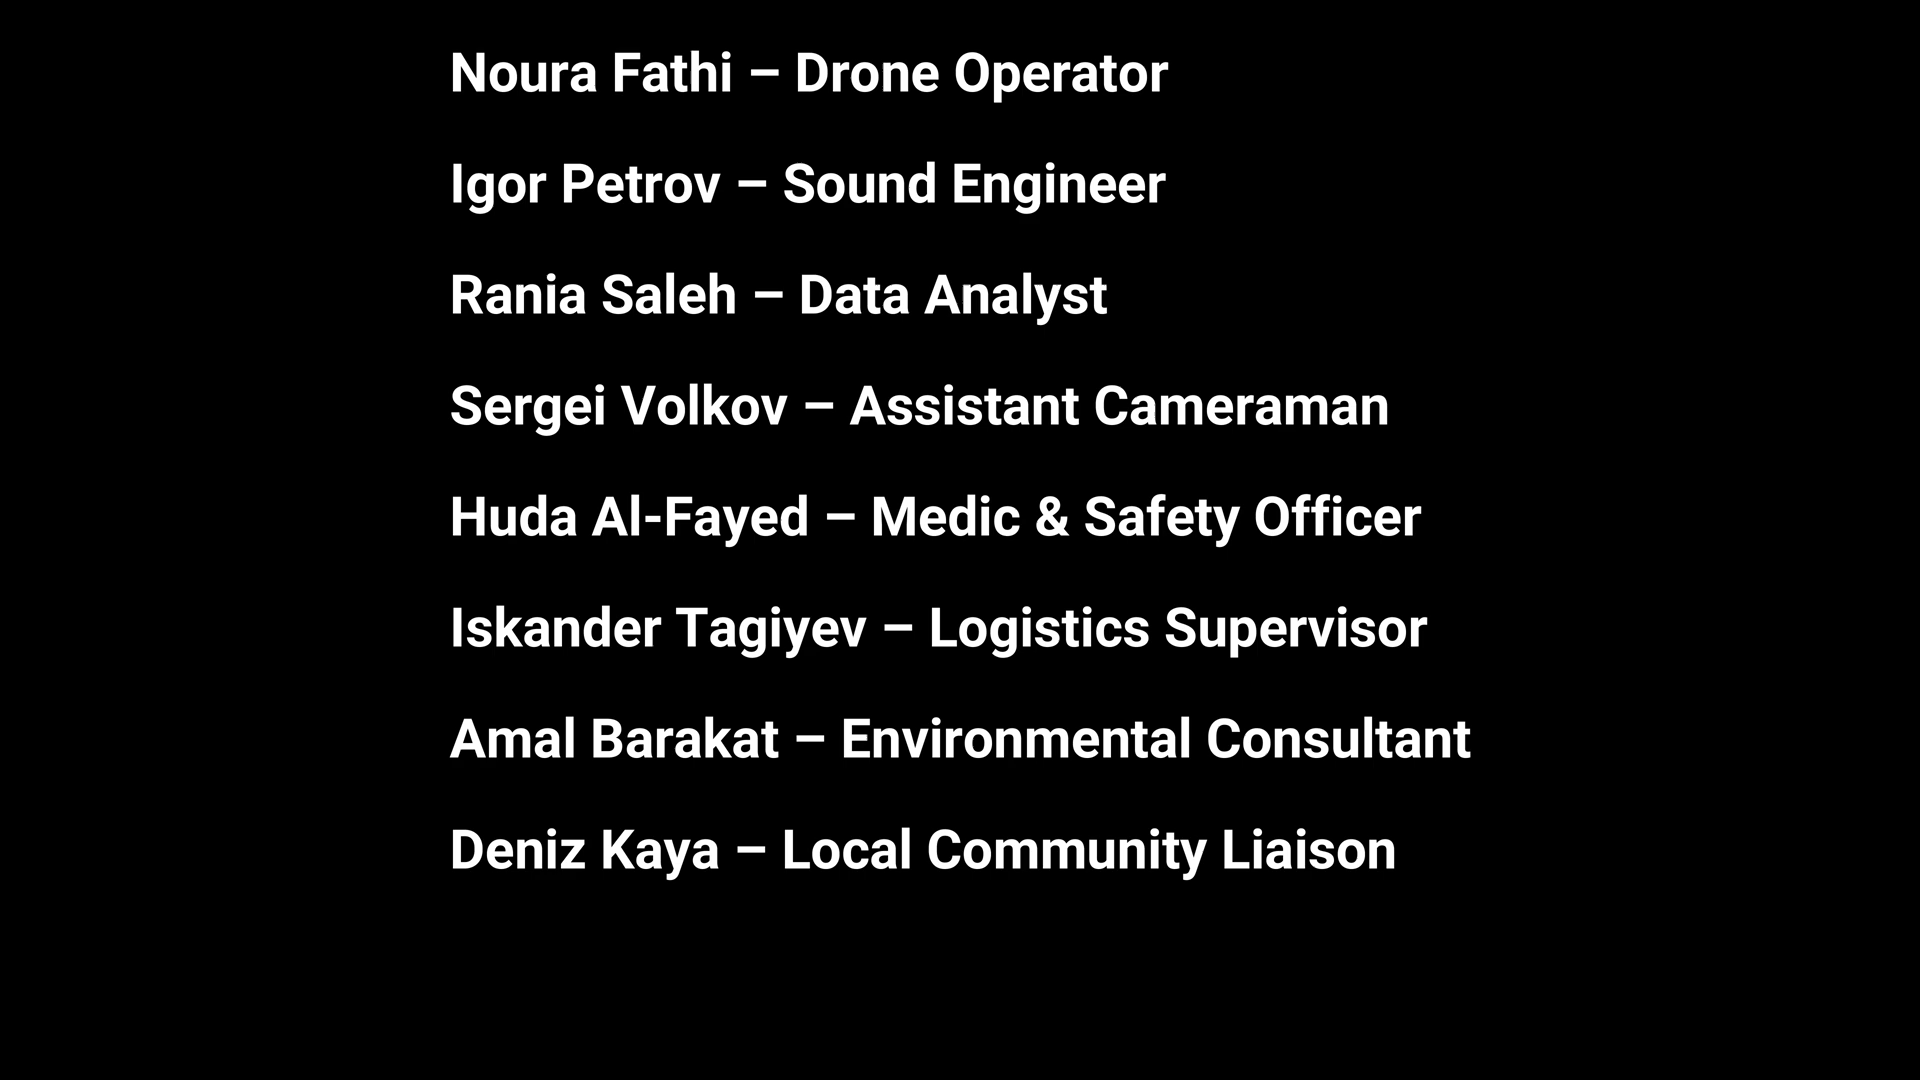 Noura Fathi – Drone Operator
Igor Petrov – Sound Engineer
Rania Saleh – Data Analyst
Sergei Volkov – Assistant Cameraman
Huda Al-Fayed – Medic & Safety Officer
Iskander Tagiyev – Logistics Supervisor
Amal Barakat – Environmental Consultant
Deniz Kaya – Local Community Liaison